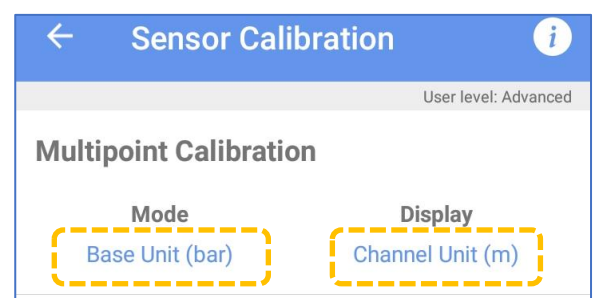 Sensor Calibration
User level: Advanced
Multipoint Calibration
Mode Display
Base Unit (bar) Channel Unit (m)